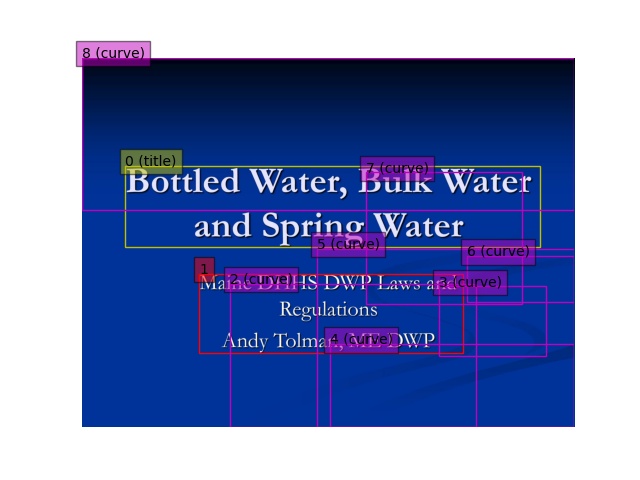 8 (curve)
0 (title)
7 (curve)
Bottled Water, Bulk Water
and Spring Water
5 (curve)
6 (curve)
1
2 (curve)
3 (curve)
Maine DHHS DWP Laws and
Regulations
4 (curve)
Andy Tolman, ME DWP